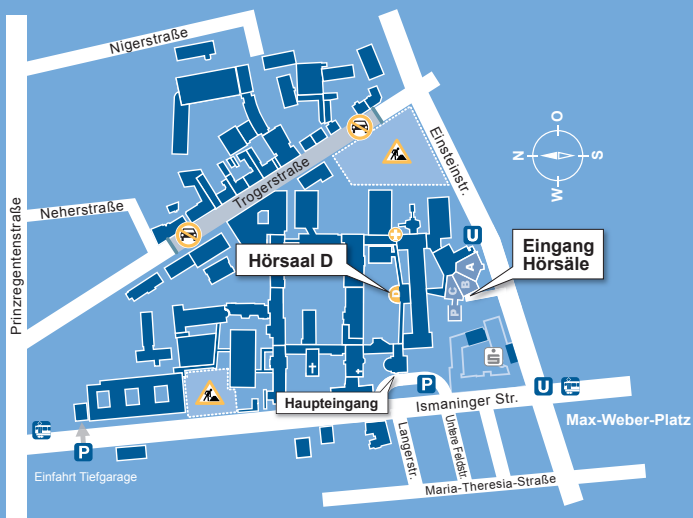 Nigerstraße
Prinzregentenstraße
Neherstraße
Trogerstraße
Einsteinstr.
O
N
S
W
U
Hörsaal D
D
Eingang
Hörsäle
A
B
C
P
S
Haupteingang
P
Ismaninger Str.
U
Max-Weber-Platz
P
Einfahrt Tiefgarage
Langerstr.
Untere Feldstr.
Maria-Theresia-Straße